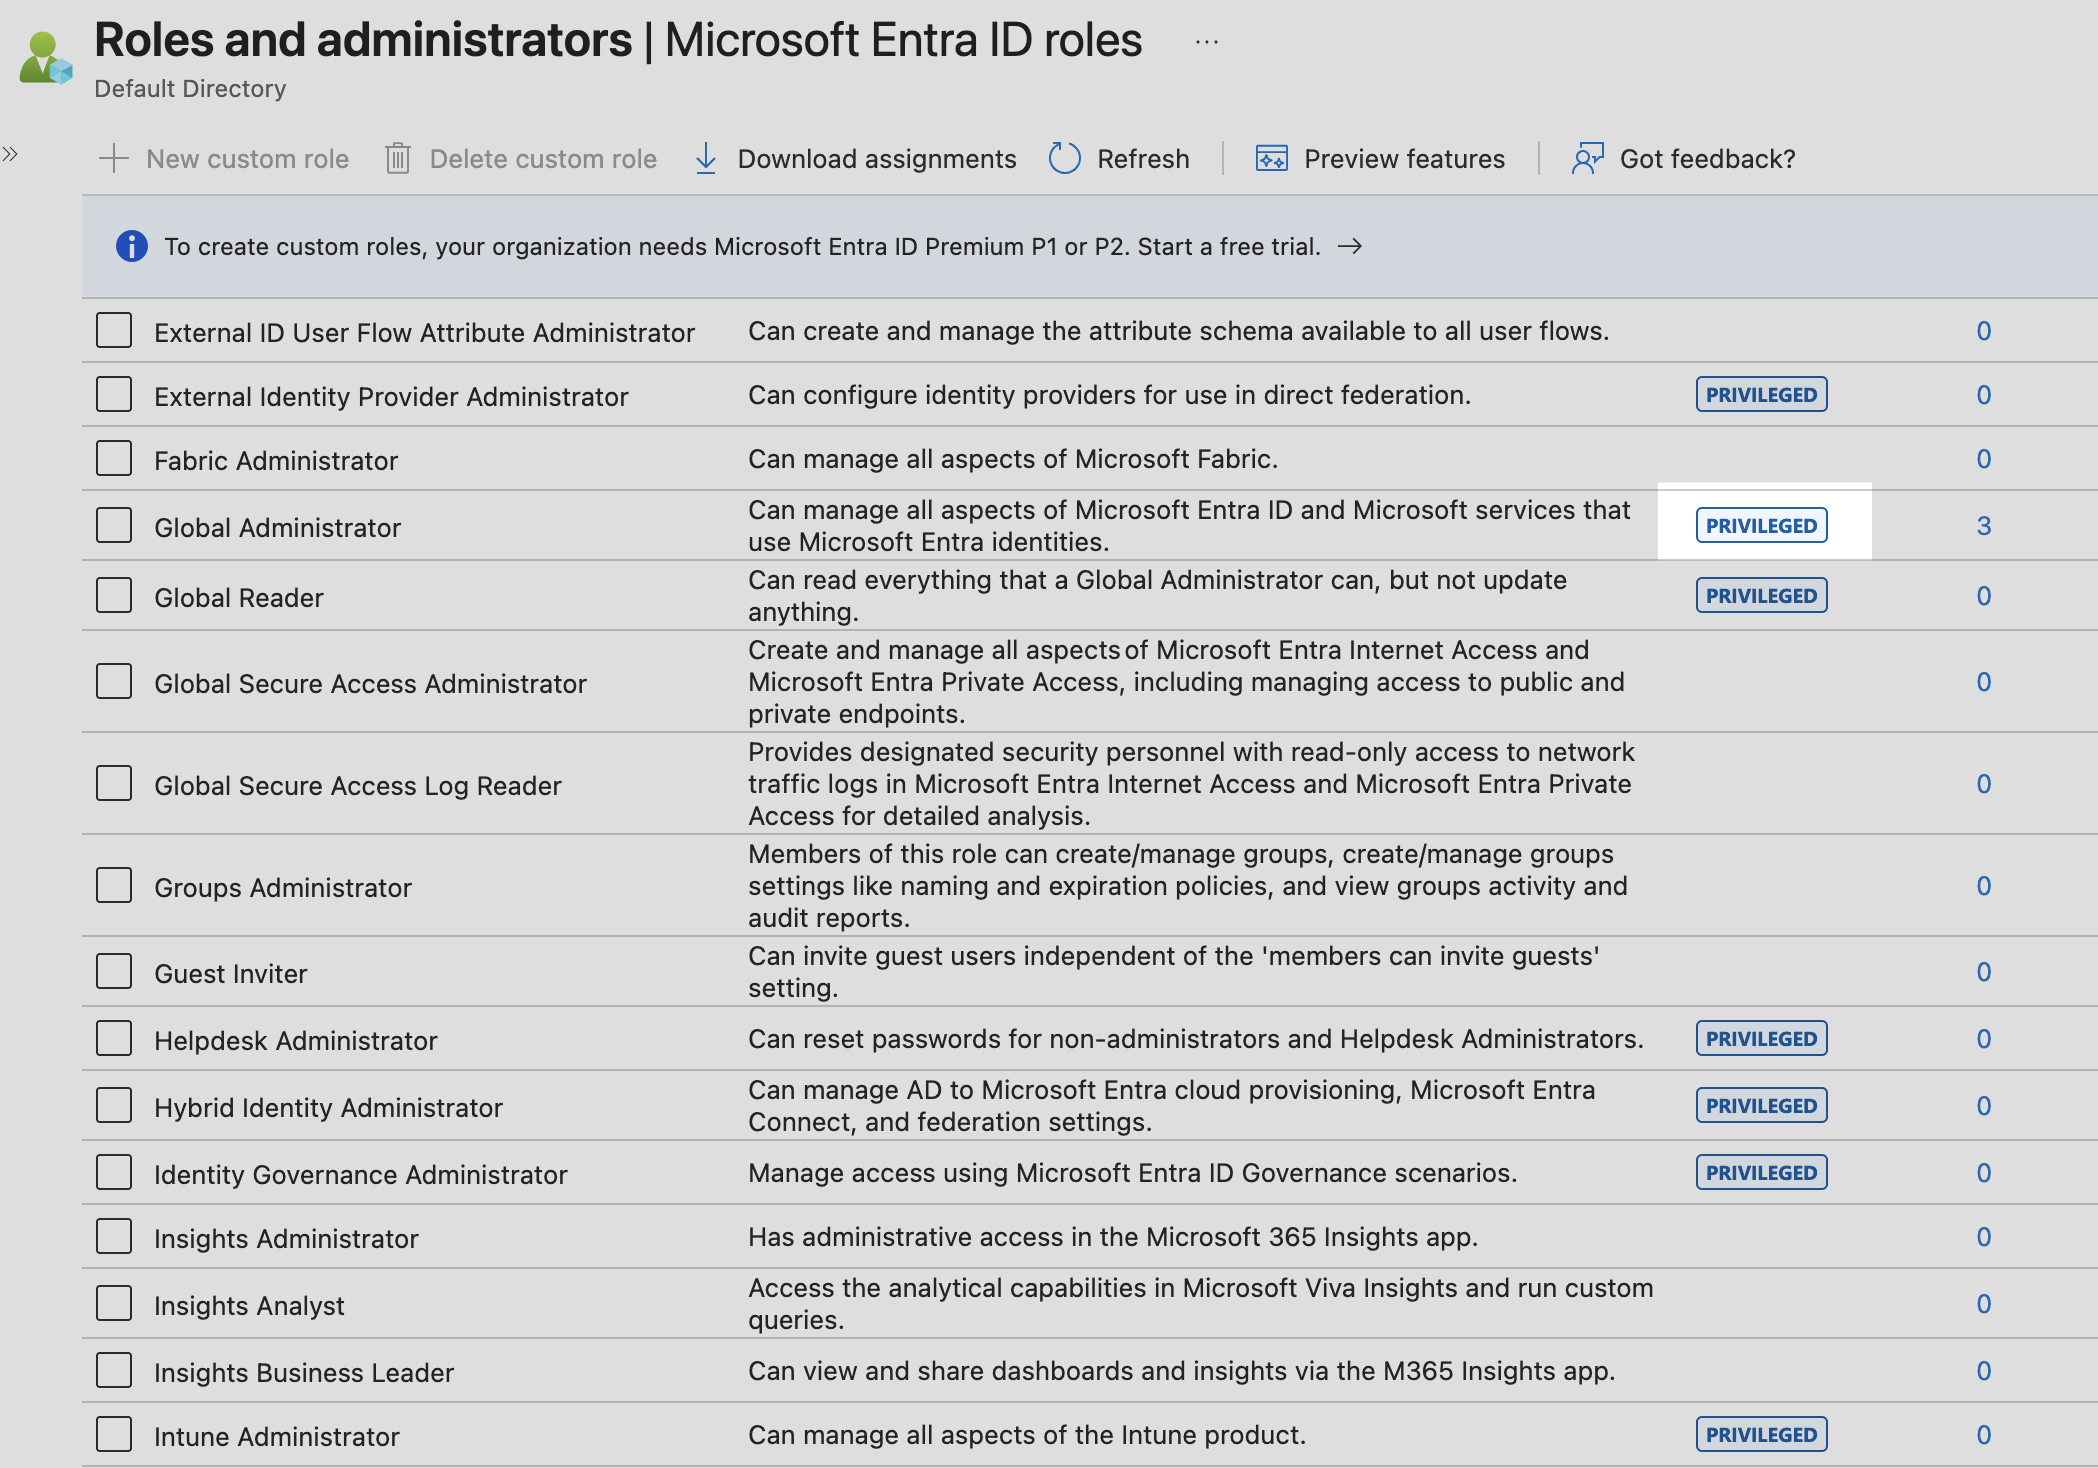 Roles and administrators | Microsoft Entra ID roles ...
Default Directory
New custom role Delete custom role Download assignments Refresh Preview features Got feedback?
To create custom roles, your organization needs Microsoft Entra ID Premium P1 or P2. Start a free trial. →
External ID User Flow Attribute Administrator Can create and manage the attribute schema available to all user flows. 0
External Identity Provider Administrator Can configure identity providers for use in direct federation. PRIVILEGED 0
Fabric Administrator Can manage all aspects of Microsoft Fabric. 0
Global Administrator Can manage all aspects of Microsoft Entra ID and Microsoft services that
use Microsoft Entra identities. PRIVILEGED 3
Global Reader Can read everything that a Global Administrator can, but not update
anything. PRIVILEGED 0
Global Secure Access Administrator Create and manage all aspects of Microsoft Entra Internet Access and
Microsoft Entra Private Access, including managing access to public and
private endpoints. 0
Global Secure Access Log Reader Provides designated security personnel with read-only access to network
traffic logs in Microsoft Entra Internet Access and Microsoft Entra Private
Access for detailed analysis. 0
Groups Administrator Members of this role can create/manage groups, create/manage groups
settings like naming and expiration policies, and view groups activity and
audit reports. 0
Guest Inviter Can invite guest users independent of the 'members can invite guests'
setting. 0
Helpdesk Administrator Can reset passwords for non-administrators and Helpdesk Administrators. PRIVILEGED 0
Hybrid Identity Administrator Can manage AD to Microsoft Entra cloud provisioning, Microsoft Entra
Connect, and federation settings. PRIVILEGED 0
Identity Governance Administrator Manage access using Microsoft Entra ID Governance scenarios. PRIVILEGED 0
Insights Administrator Has administrative access in the Microsoft 365 Insights app. 0
Insights Analyst Access the analytical capabilities in Microsoft Viva Insights and run custom
queries. 0
Insights Business Leader Can view and share dashboards and insights via the M365 Insights app. 0
Intune Administrator Can manage all aspects of the Intune product. PRIVILEGED 0